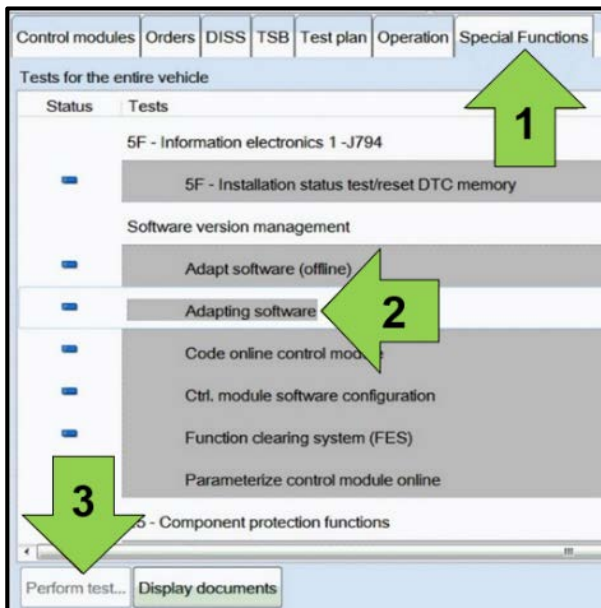 Control modules Orders DISS TSB Test plan Operation Special Functions
Tests for the entire vehicle
Status Tests
1
5F - Information electronics 1 -J794
5F - Installation status test/reset DTC memory
Software version management
Adapt software (offline)
Adapting software
2
Code online control module
Ctrl. module software configuration
Function clearing system (FES)
Parameterize control module online
3
5 - Component protection functions
Perform test... Display documents